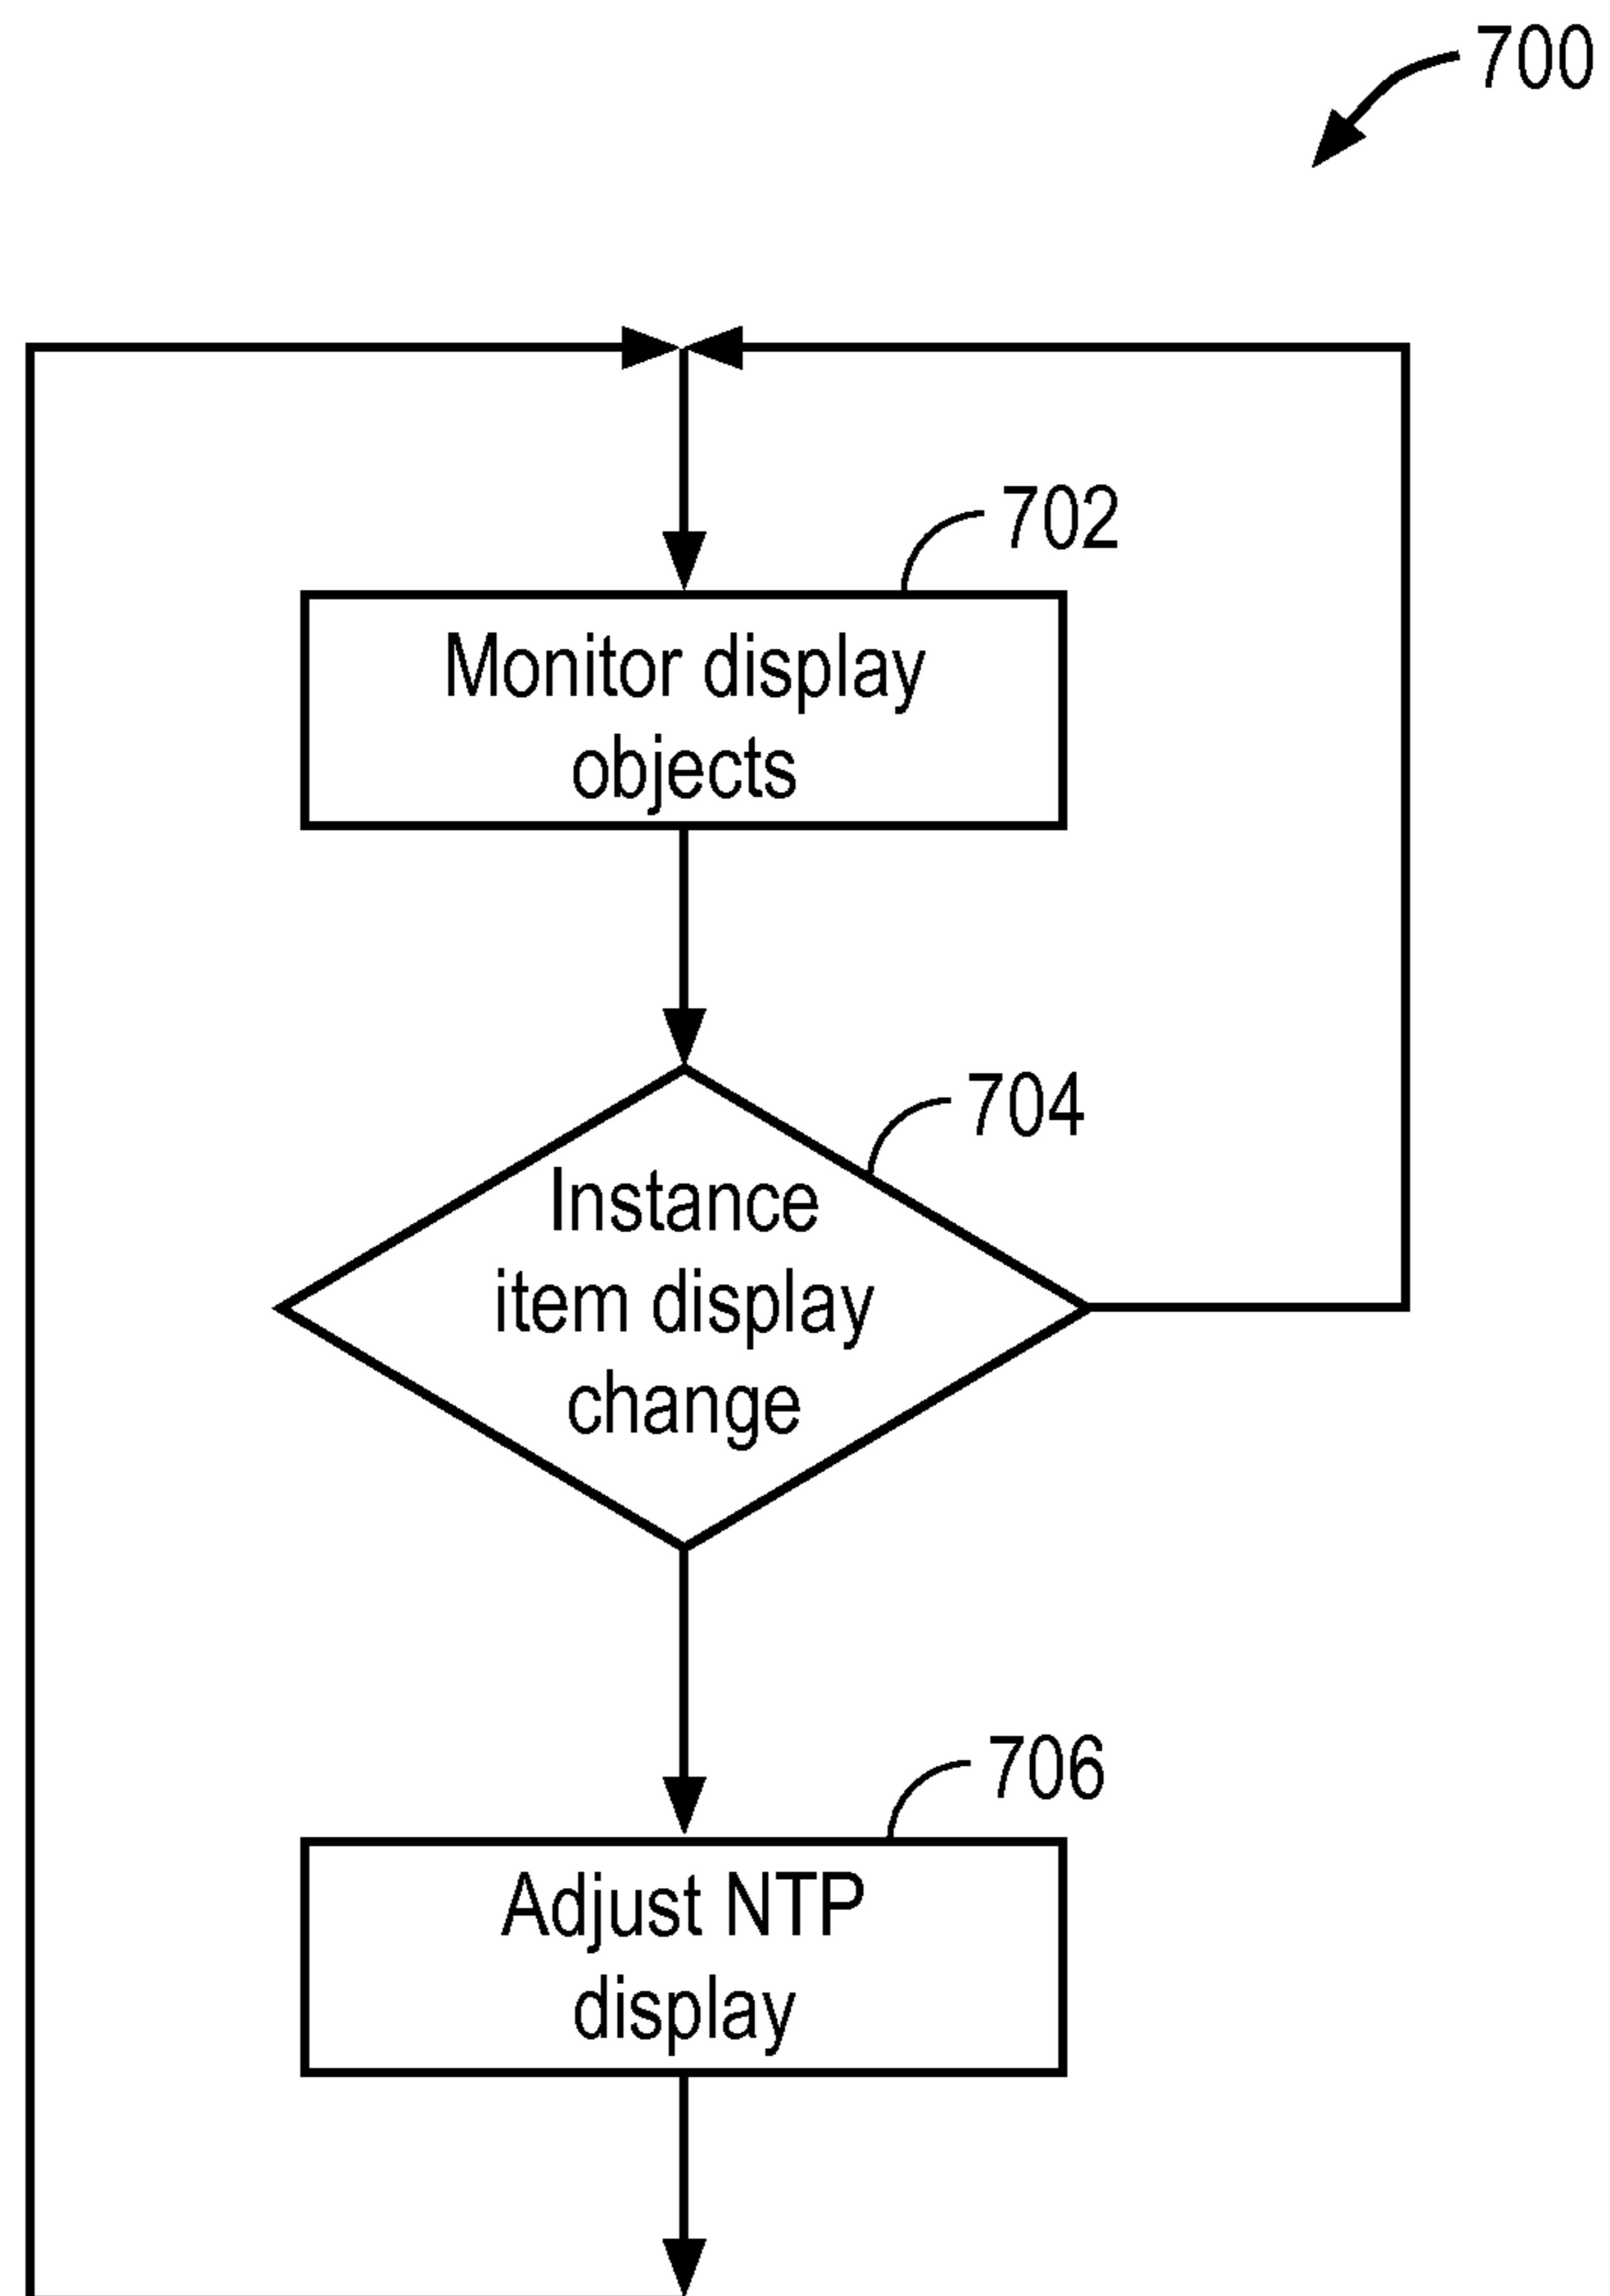 700
702
Monitor display
objects
704
Instance
item display
change
706
Adjust NTP
display